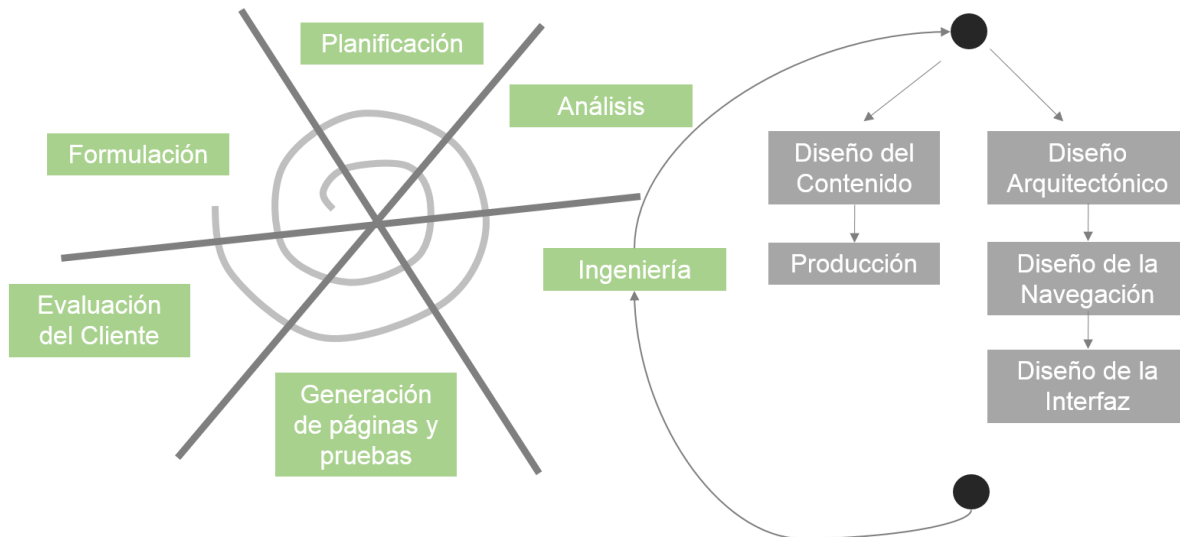 Planificación
Análisis
Formulación
Ingeniería
Evaluación
del Cliente
Generación
de páginas y
pruebas
Diseño del
Contenido
Producción
Diseño
Arquitectónico
Diseño de la
Navegación
Diseño de la
Interfaz